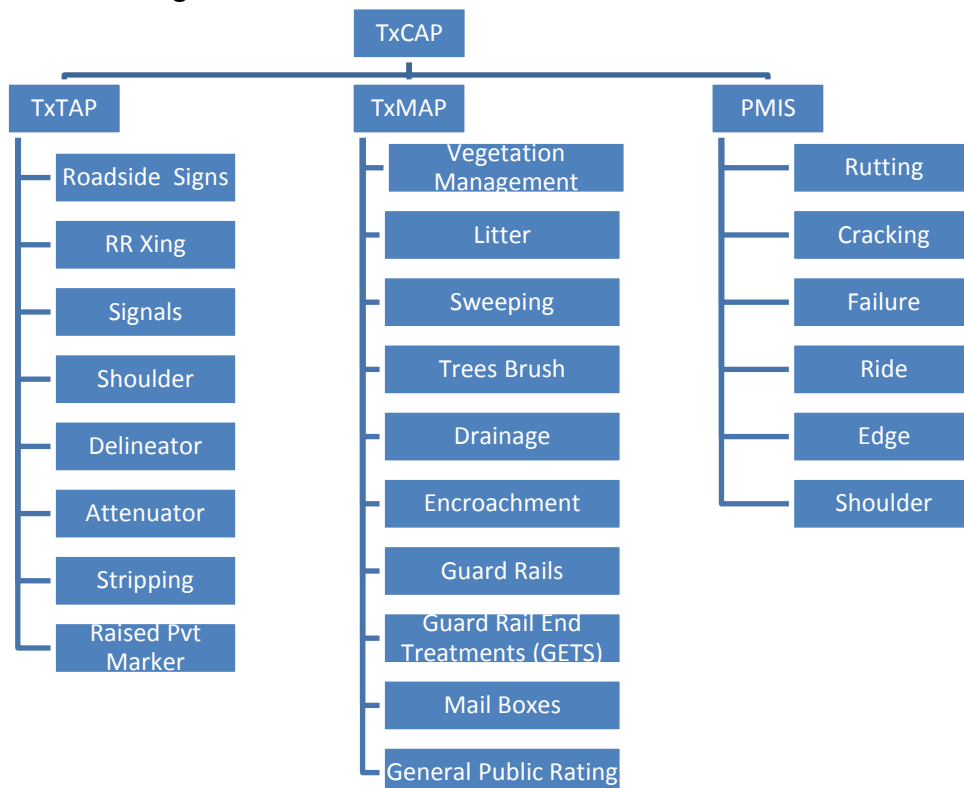 TxCAP
TxTAP
TxMAP
PMIS
Roadside Signs
RR Xing
Signals
Shoulder
Delineator
Attenuator
Stripping
Raised Pvt
Marker
Vegetation
Management
Litter
Sweeping
Trees Brush
Drainage
Encroachment
Guard Rails
Guard Rail End
Treatments (GETS)
Mail Boxes
General Public Rating
Rutting
Cracking
Failure
Ride
Edge
Shoulder